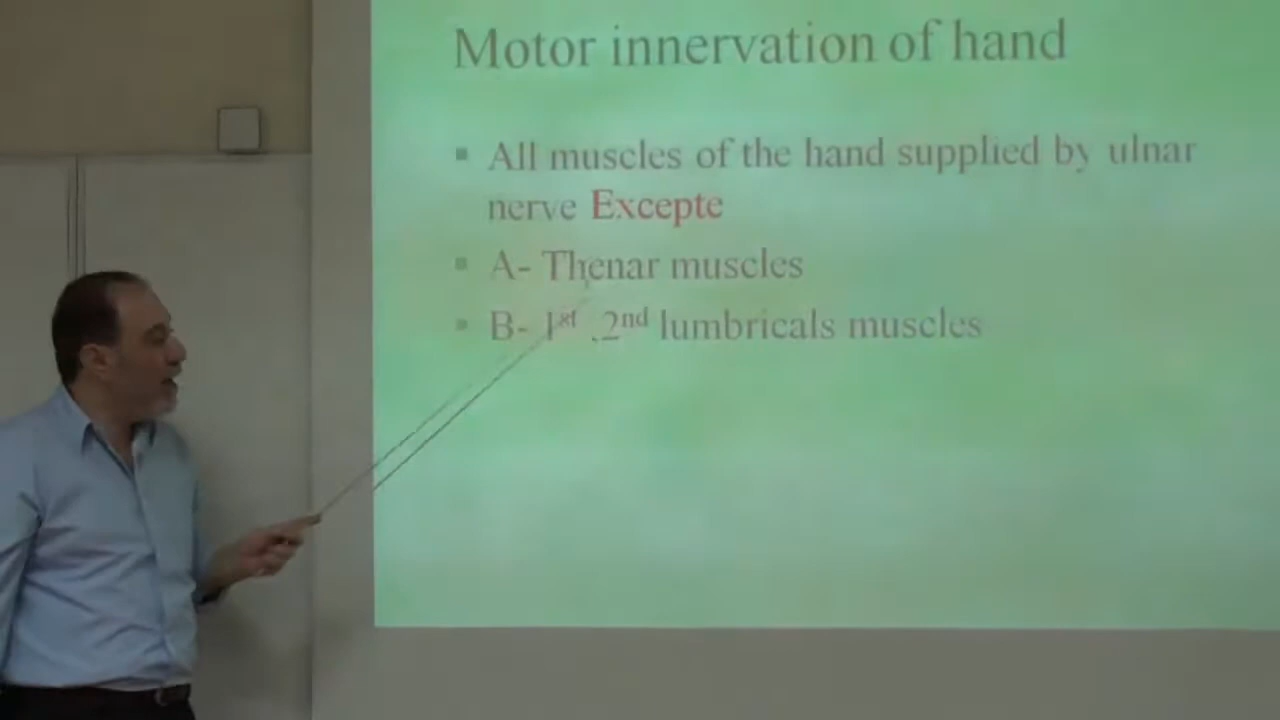 Motor innervation of hand
▪ All muscles of the hand supplied by ulnar
nerve Excepte
▪ A- Thenar muscles
▪ B- 1st ,2nd lumbricals muscles